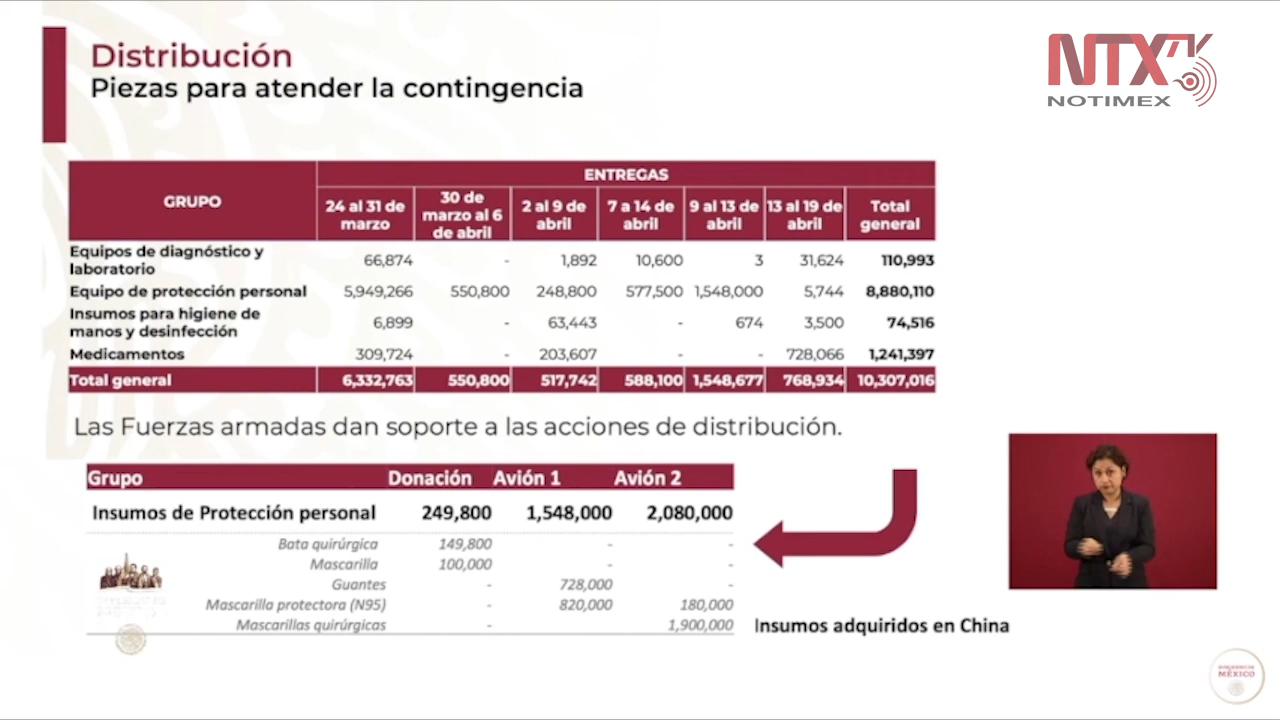 Distribución
Piezas para atender la contingencia
NTX
NOTIMEX
GRUPO
ENTREGAS
24 al 31 de marzo
30 de marzo al 6 de abril
2 al 9 de abril
7 a 14 de abril
9 al 13 de abril
13 al 19 de abril
Total general
Equipos de diagnóstico y laboratorio 66,874 - 1,892 10,600 3 31,624 110,993
Equipo de protección personal 5,949,266 550,800 248,800 577,500 1,548,000 5,744 8,880,110
Insumos para higiene de manos y desinfección 6,899 - 63,443 - 674 3,500 74,516
Medicamentos 309,724 - 203,607 - - 728,066 1,241,397
Total general 6,332,763 550,800 517,742 588,100 1,548,677 768,934 10,307,016
Las Fuerzas armadas dan soporte a las acciones de distribución.
Grupo Donación Avión 1 Avión 2
Insumos de Protección personal 249,800 1,548,000 2,080,000
Bata quirúrgica 149,800 - -
Mascarilla 100,000 - -
Guantes - 728,000 -
Mascarilla protectora (N95) - 820,000 180,000
Mascarillas quirúrgicas - 1,900,000
Insumos adquiridos en China
MÉXICO